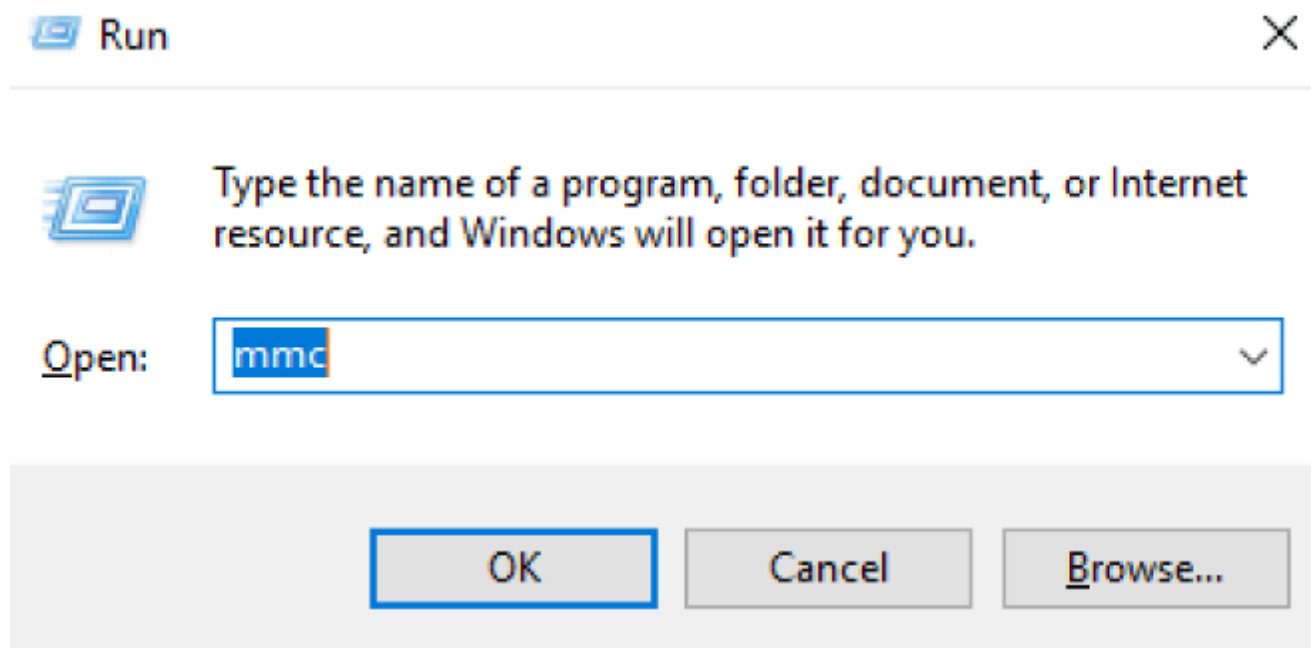 Run
Type the name of a program, folder, document, or Internet
resource, and Windows will open it for you.
Open:
mmc
OK
Cancel
Browse...